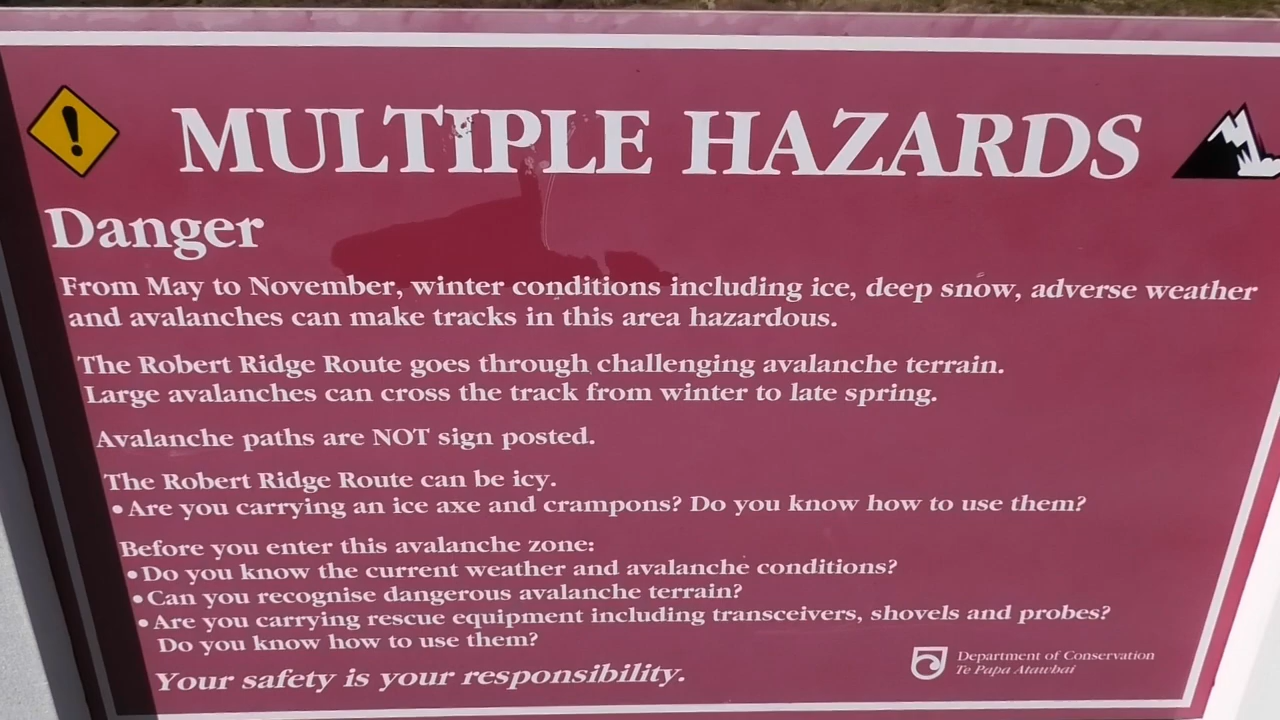 MULTIPLE HAZARDS
Danger
From May to November, winter conditions including ice, deep snow, adverse weather
and avalanches can make tracks in this area hazardous.
The Robert Ridge Route goes through challenging avalanche terrain.
Large avalanches can cross the track from winter to late spring.
Avalanche paths are NOT sign posted.
The Robert Ridge Route can be icy.
• Are you carrying an ice axe and crampons? Do you know how to use them?
Before you enter this avalanche zone:
• Do you know the current weather and avalanche conditions?
• Can you recognise dangerous avalanche terrain?
• Are you carrying rescue equipment including transceivers, shovels and probes?
Do you know how to use them?
Your safety is your responsibility.
Department of Conservation
Te Papa Atawbai